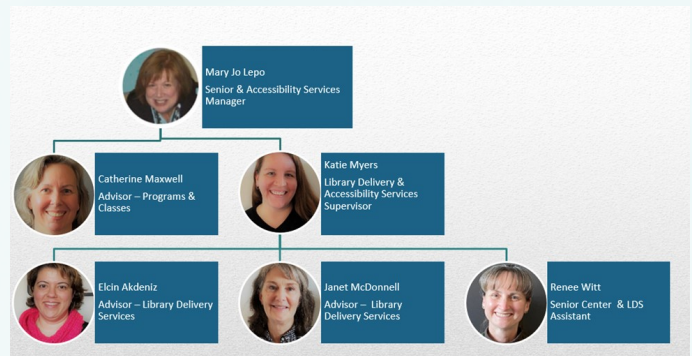 Mary Jo Lepo
Senior & Accessibility Services
Manager
Catherine Maxwell
Advisor – Programs &
Classes
Katie Myers
Library Delivery &
Accessibility Services
Supervisor
Elcin Akdeniz
Advisor – Library Delivery
Services
Janet McDonnell
Advisor – Library
Delivery Services
Renee Witt
Senior Center & LDS
Assistant